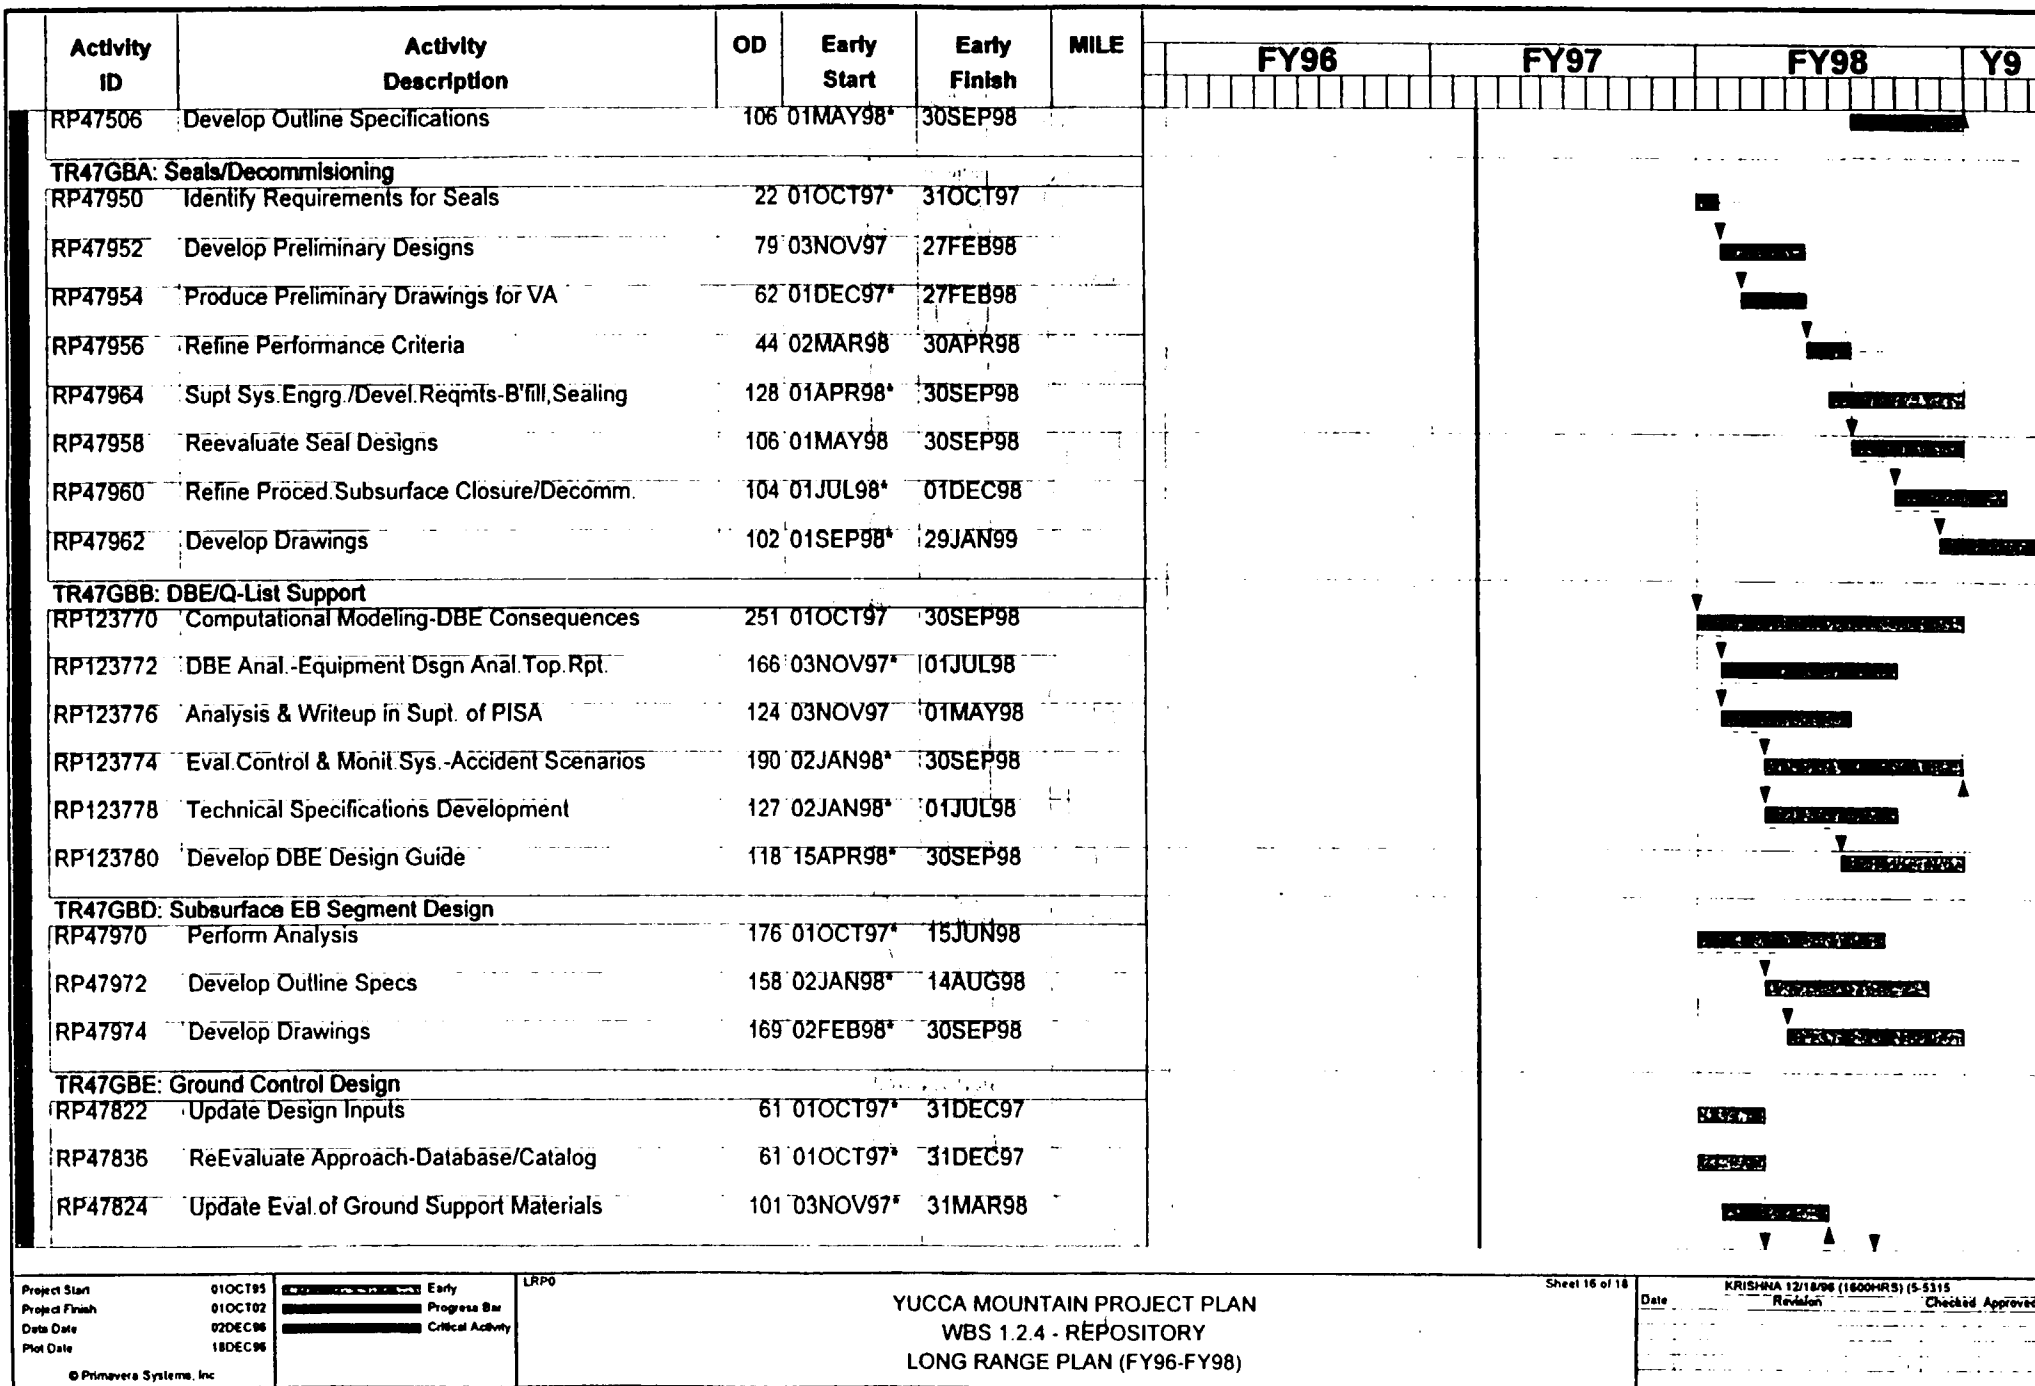 Activity ID Activity Description OD Early Start Early Finish MILE FY96 FY97 FY98 Y9
RP47506 Develop Outline Specifications 106 01MAY98* 30SEP98
TR47GBA: Seals/Decommisioning
RP47950 Identify Requirements for Seals 22 01OCT97* 31OCT97
RP47952 Develop Preliminary Designs 79 03NOV97 27FEB98
RP47954 Produce Preliminary Drawings for VA 62 01DEC97* 27FEB98
RP47956 Refine Performance Criteria 44 02MAR98 30APR98
RP47964 Supt Sys.Engrg./Devel.Reqmts-B'fill,Sealing 128 01APR98* 30SEP98
RP47958 Reevaluate Seal Designs 106 01MAY98 30SEP98
RP47960 Refine Proced.Subsurface Closure/Decomm. 104 01JUL98* 01DEC98
RP47962 Develop Drawings 102 01SEP98* 29JAN99
TR47GBB: DBE/Q-List Support
RP123770 Computational Modeling-DBE Consequences 251 01OCT97 30SEP98
RP123772 DBE Anal.-Equipment Dsgn Anal.Top.Rpt. 166 03NOV97* 01JUL98
RP123776 Analysis & Writeup in Supt. of PISA 124 03NOV97 01MAY98
RP123774 Eval.Control & Monit.Sys.-Accident Scenarios 190 02JAN98* 30SEP98
RP123778 Technical Specifications Development 127 02JAN98* 01JUL98
RP123780 Develop DBE Design Guide 118 15APR98* 30SEP98
TR47GBD: Subsurface EB Segment Design
RP47970 Perform Analysis 176 01OCT97* 15JUN98
RP47972 Develop Outline Specs 158 02JAN98* 14AUG98
RP47974 Develop Drawings 169 02FEB98* 30SEP98
TR47GBE: Ground Control Design
RP47822 Update Design Inputs 61 01OCT97* 31DEC97
RP47836 ReEvaluate Approach-Database/Catalog 61 01OCT97* 31DEC97
RP47824 Update Eval.of Ground Support Materials 101 03NOV97* 31MAR98
Project Start 01OCT95
Project Finish 01OCT02
Data Date 02DEC96
Plot Date 18DEC96
© Primavera Systems, Inc
Early
Progress Bar
Critical Activity
LRP0
YUCCA MOUNTAIN PROJECT PLAN
WBS 1.2.4 - REPOSITORY
LONG RANGE PLAN (FY96-FY98)
Sheet 16 of 18
KRISHNA 12/18/96 (1600HRS) (5-5315
Date Revision Checked Approved